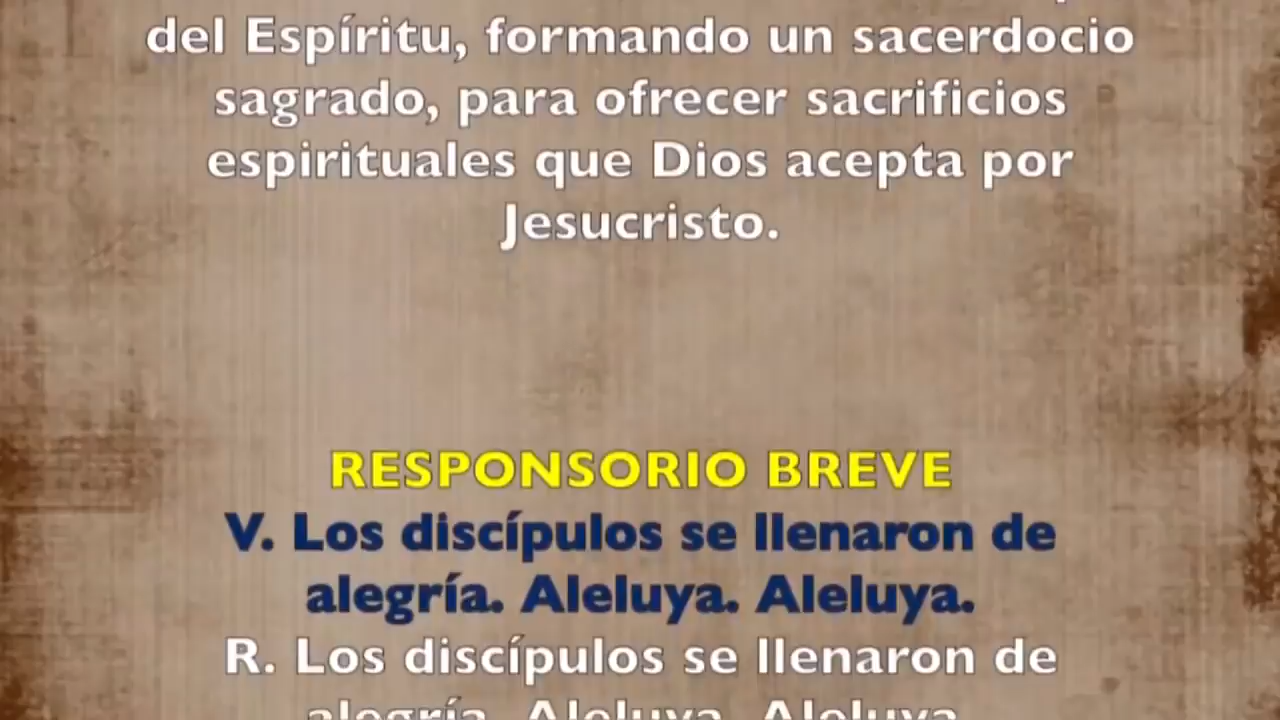 del Espíritu, formando un sacerdocio
sagrado, para ofrecer sacrificios
espirituales que Dios acepta por
Jesucristo.
RESPONSORIO BREVE
V. Los discípulos se llenaron de
alegría. Aleluya. Aleluya.
R. Los discípulos se llenaron de
alegría. Aleluya. Aleluya.